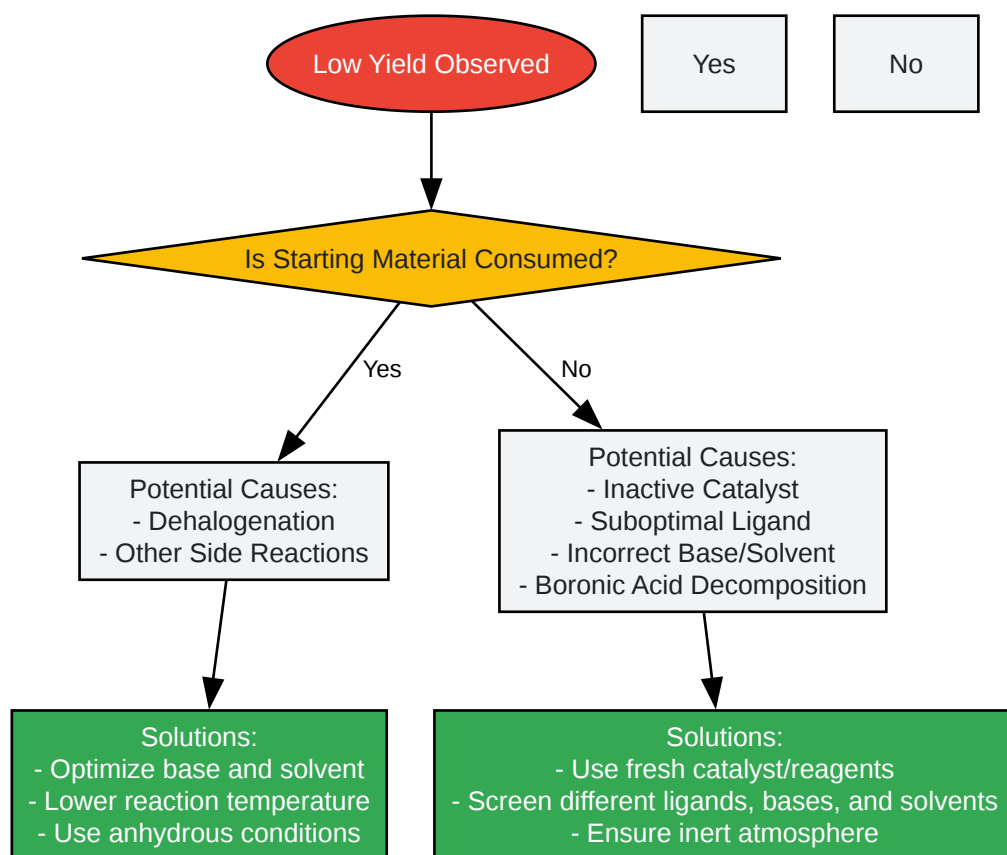 Low Yield Observed
Yes
No
Is Starting Material Consumed?
Yes
No
Potential Causes:
- Dehalogenation
- Other Side Reactions
Potential Causes:
- Inactive Catalyst
- Suboptimal Ligand
- Incorrect Base/Solvent
- Boronic Acid Decomposition
Solutions:
- Optimize base and solvent
- Lower reaction temperature
- Use anhydrous conditions
Solutions:
- Use fresh catalyst/reagents
- Screen different ligands, bases, and solvents
- Ensure inert atmosphere